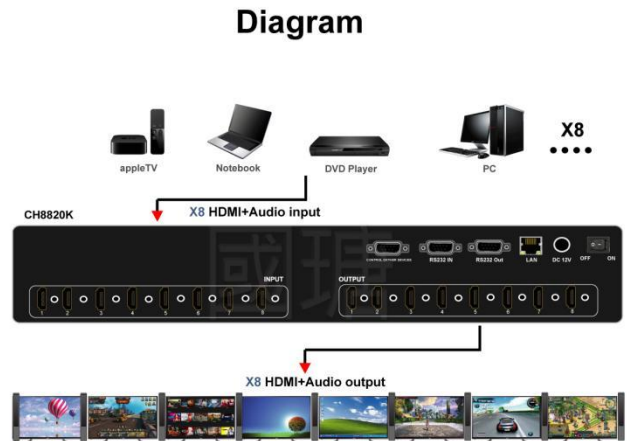 Diagram
X8
appleTV
Notebook
DVD Player
PC
X8 HDMI+Audio input
CH8820K
國瑭
RS232 IN
RS232 Out
LAN
DC 12V
OFF
ON
INPUT
OUTPUT
1 2 3 4 5 6 7 8
1 2 3 4 5 6 7 8
X8 HDMI+Audio output